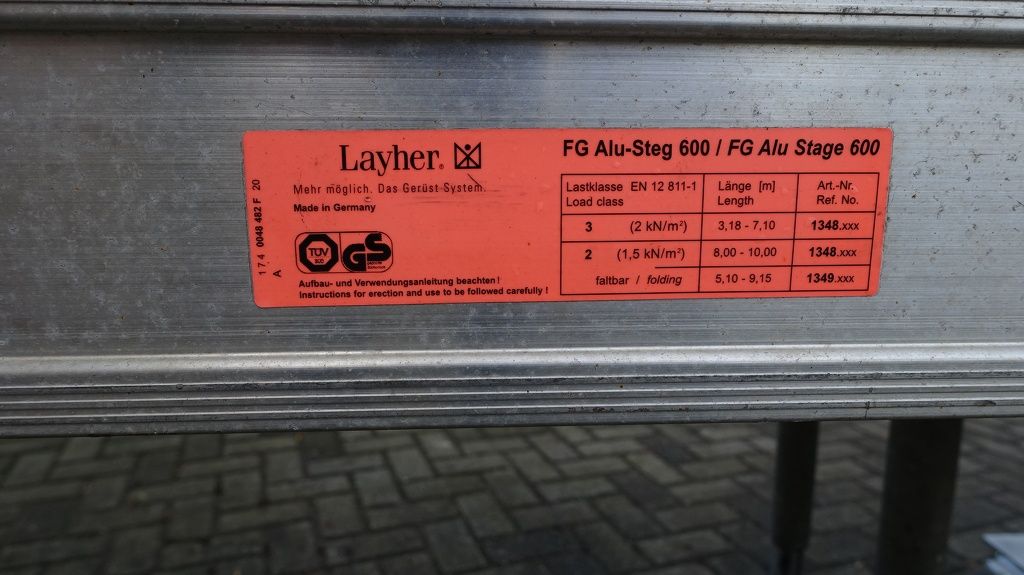 Layher.
Mehr möglich. Das Gerüst System.
Made in Germany
TÜV
GS
Aufbau- und Verwendungsanleitung beachten !
Instructions for erection and use to be followed carefully !
174 0048 482 F 20
A
FG Alu-Steg 600 / FG Alu Stage 600
Lastklasse EN 12 811-1 Länge [m] Art.-Nr.
Load class Length Ref. No.
3 (2 kN/m²) 3,18 - 7,10 1348.xxx
2 (1,5 kN/m²) 8,00 - 10,00 1348.xxx
faltbar / folding 5,10 - 9,15 1349.xxx